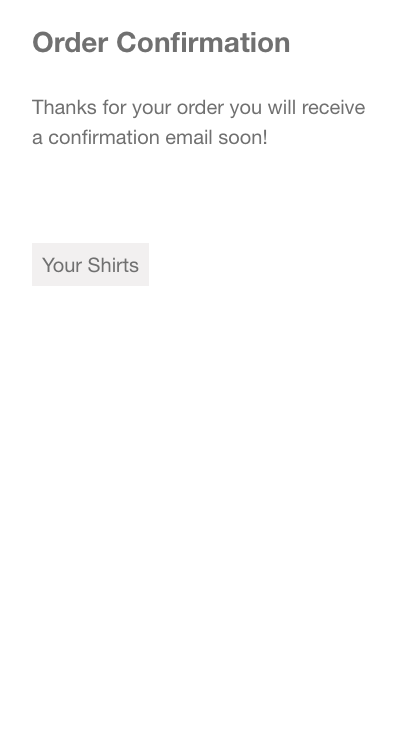 Order Confirmation
Thanks for your order you will receive
a confirmation email soon!
Your Shirts